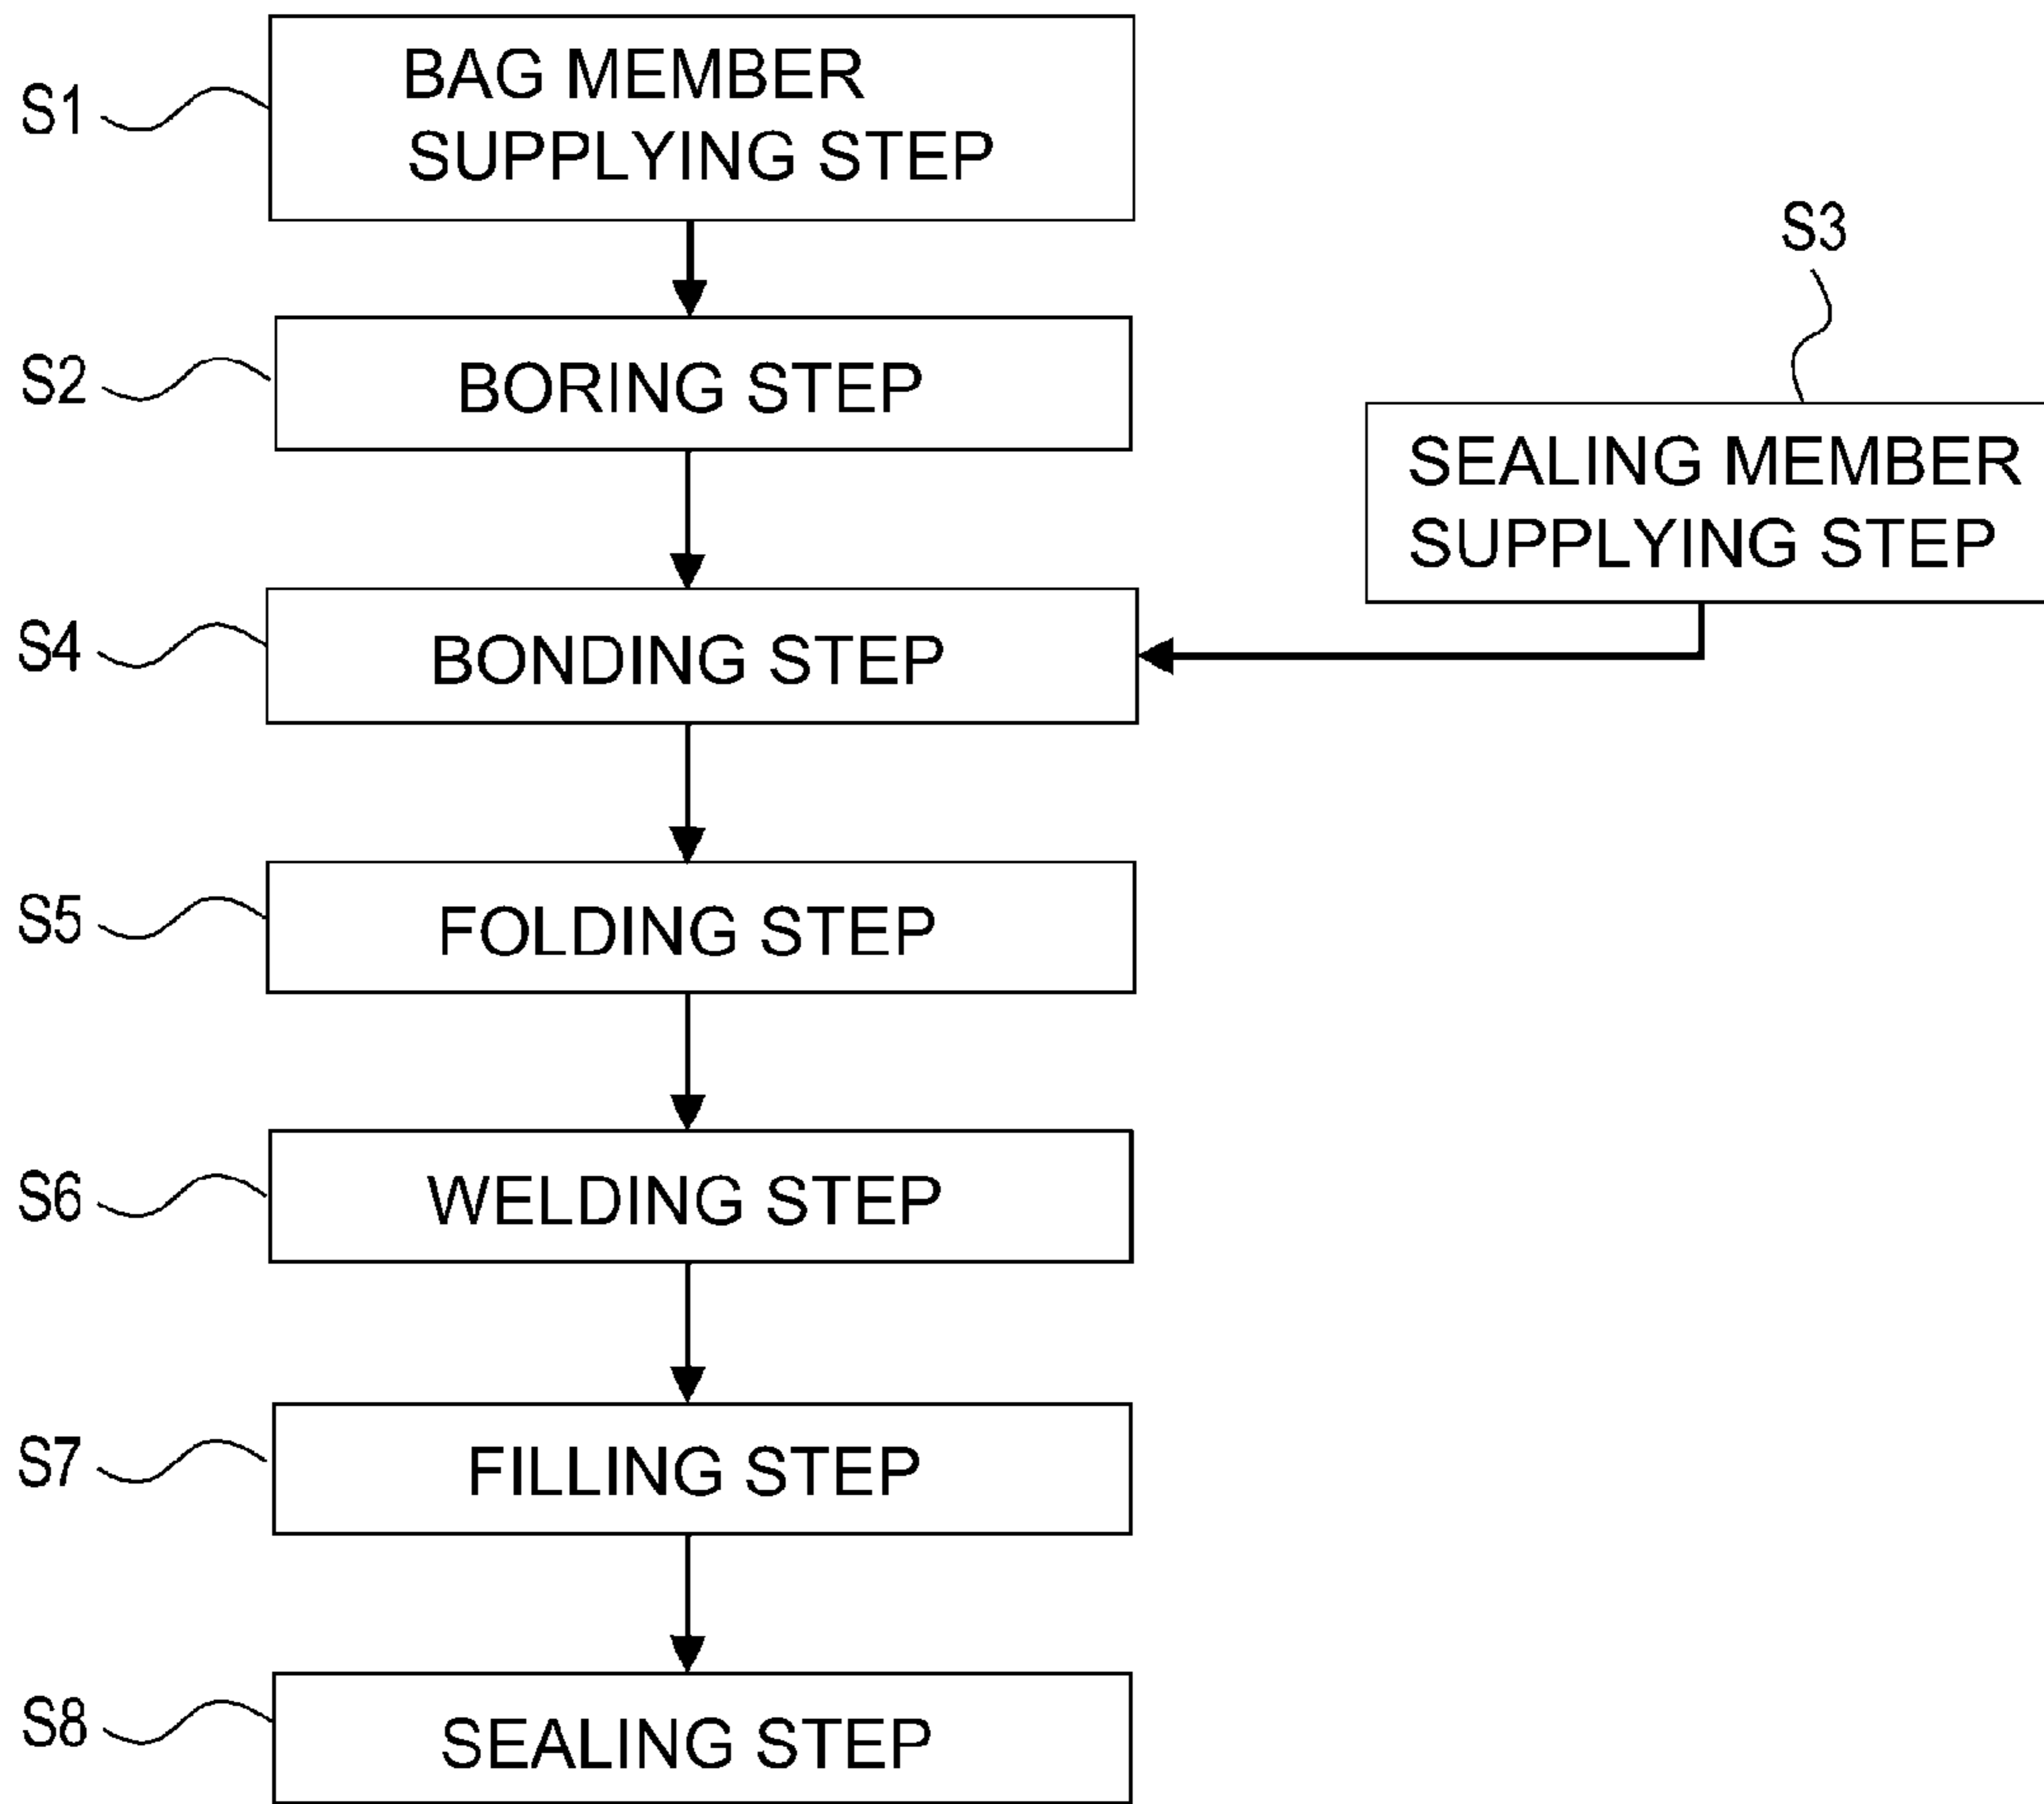 S1
BAG MEMBER
SUPPLYING STEP
S2
BORING STEP
S3
SEALING MEMBER
SUPPLYING STEP
S4
BONDING STEP
S5
FOLDING STEP
S6
WELDING STEP
S7
FILLING STEP
S8
SEALING STEP